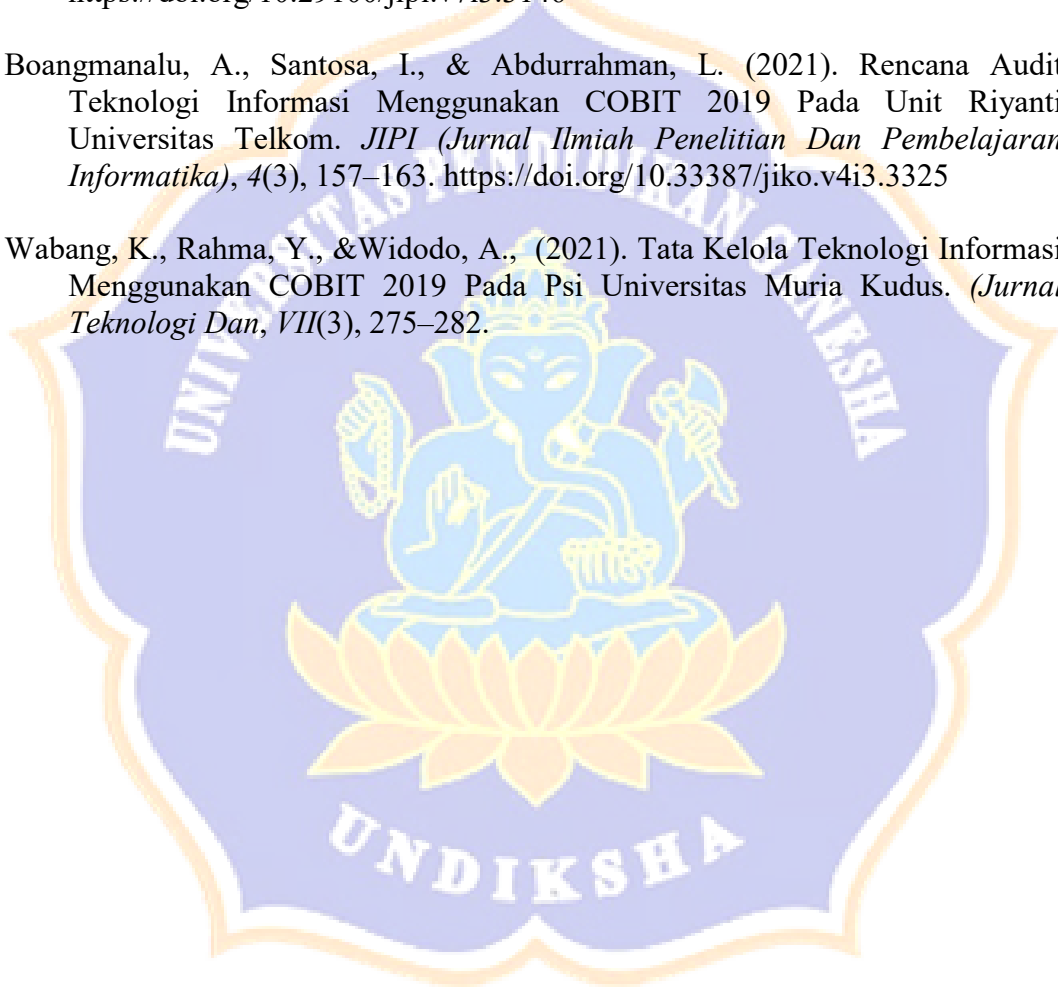 Boangmanalu, A., Santosa, I., & Abdurrahman, L. (2021). Rencana Audit
Teknologi Informasi Menggunakan COBIT 2019 Pada Unit Riyanti
Universitas Telkom. JIPI (Jurnal Ilmiah Penelitian Dan Pembelajaran
Informatika), 4(3), 157–163. https://doi.org/10.33387/jiko.v4i3.3325
Wabang, K., Rahma, Y., &Widodo, A., (2021). Tata Kelola Teknologi Informasi
Menggunakan COBIT 2019 Pada Psi Universitas Muria Kudus. (Jurnal
Teknologi Dan, VII(3), 275–282.
UNIVERSITAS PENDIDIKAN GANESHA
UNDIKSHA